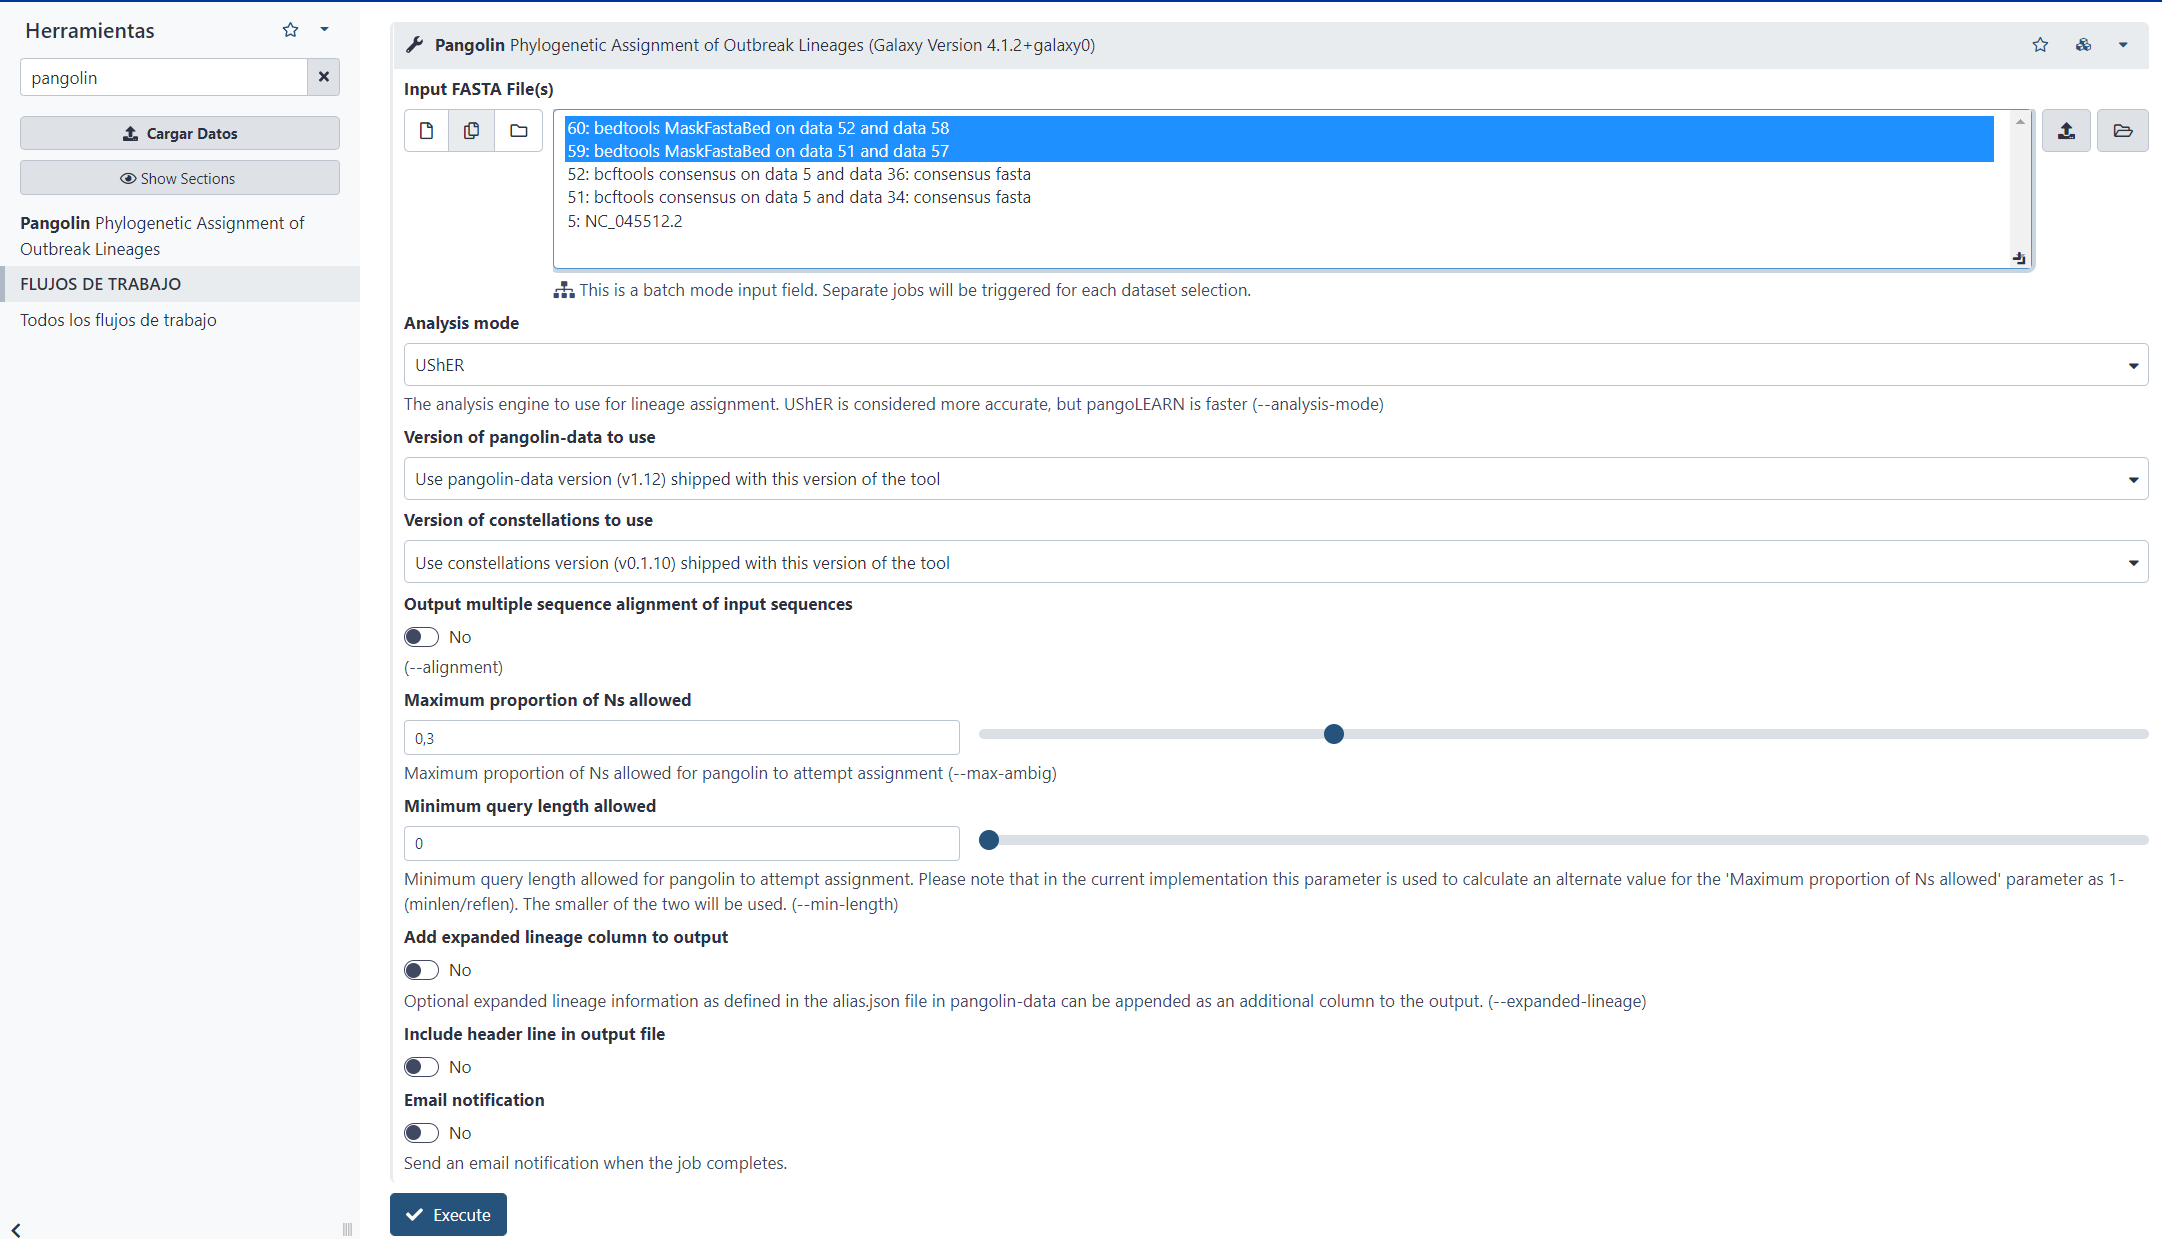 Herramientas
pangolin
Cargar Datos
Show Sections
Pangolin Phylogenetic Assignment of
Outbreak Lineages
FLUJOS DE TRABAJO
Todos los flujos de trabajo
Pangolin Phylogenetic Assignment of Outbreak Lineages (Galaxy Version 4.1.2+galaxy0)
Input FASTA File(s)
60: bedtools MaskFastaBed on data 52 and data 58
59: bedtools MaskFastaBed on data 51 and data 57
52: bcftools consensus on data 5 and data 36: consensus fasta
51: bcftools consensus on data 5 and data 34: consensus fasta
5: NC_045512.2
This is a batch mode input field. Separate jobs will be triggered for each dataset selection.
Analysis mode
UShER
The analysis engine to use for lineage assignment. UShER is considered more accurate, but pangoLEARN is faster (--analysis-mode)
Version of pangolin-data to use
Use pangolin-data version (v1.12) shipped with this version of the tool
Version of constellations to use
Use constellations version (v0.1.10) shipped with this version of the tool
Output multiple sequence alignment of input sequences
No
(--alignment)
Maximum proportion of Ns allowed
0,3
Maximum proportion of Ns allowed for pangolin to attempt assignment (--max-ambig)
Minimum query length allowed
0
Minimum query length allowed for pangolin to attempt assignment. Please note that in the current implementation this parameter is used to calculate an alternate value for the 'Maximum proportion of Ns allowed' parameter as 1-
(minlen/reflen). The smaller of the two will be used. (--min-length)
Add expanded lineage column to output
No
Optional expanded lineage information as defined in the alias.json file in pangolin-data can be appended as an additional column to the output. (--expanded-lineage)
Include header line in output file
No
Email notification
No
Send an email notification when the job completes.
Execute